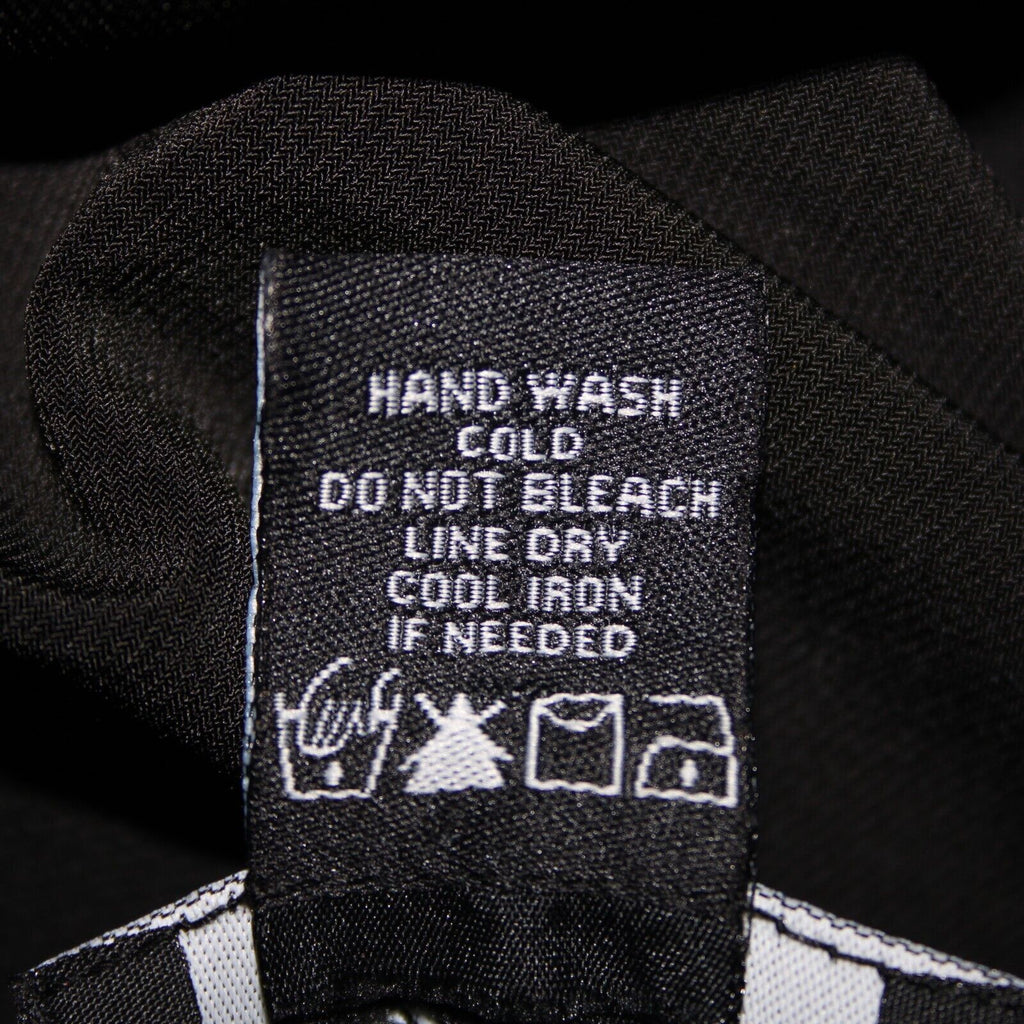 HAND WASH
COLD
DO NOT BLEACH
LINE DRY
COOL IRON
IF NEEDED